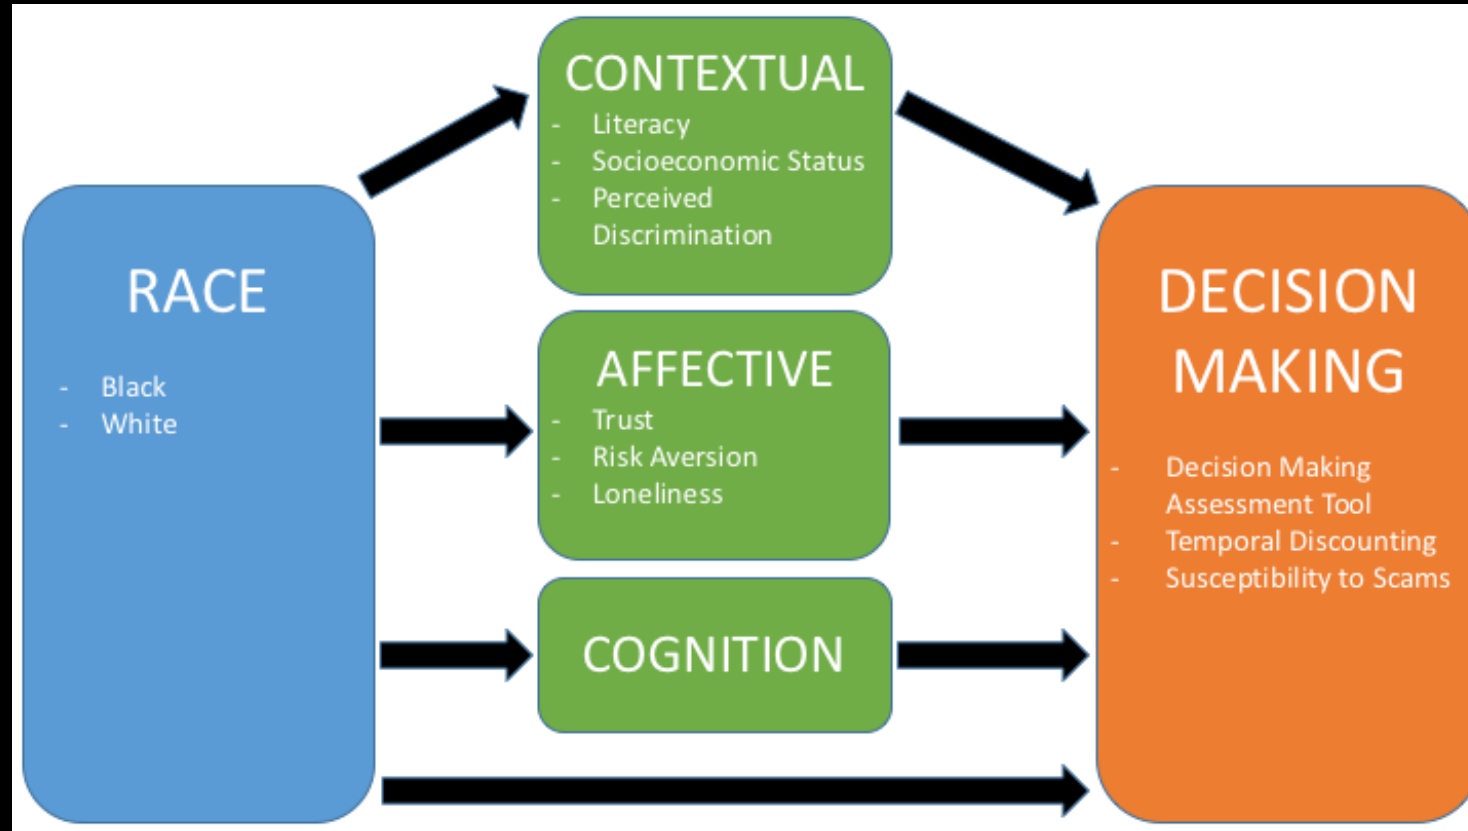 RACE
- Black
- White
CONTEXTUAL
- Literacy
- Socioeconomic Status
- Perceived
Discrimination
AFFECTIVE
- Trust
- Risk Aversion
- Loneliness
COGNITION
DECISION
MAKING
- Decision Making
Assessment Tool
- Temporal Discounting
- Susceptibility to Scams